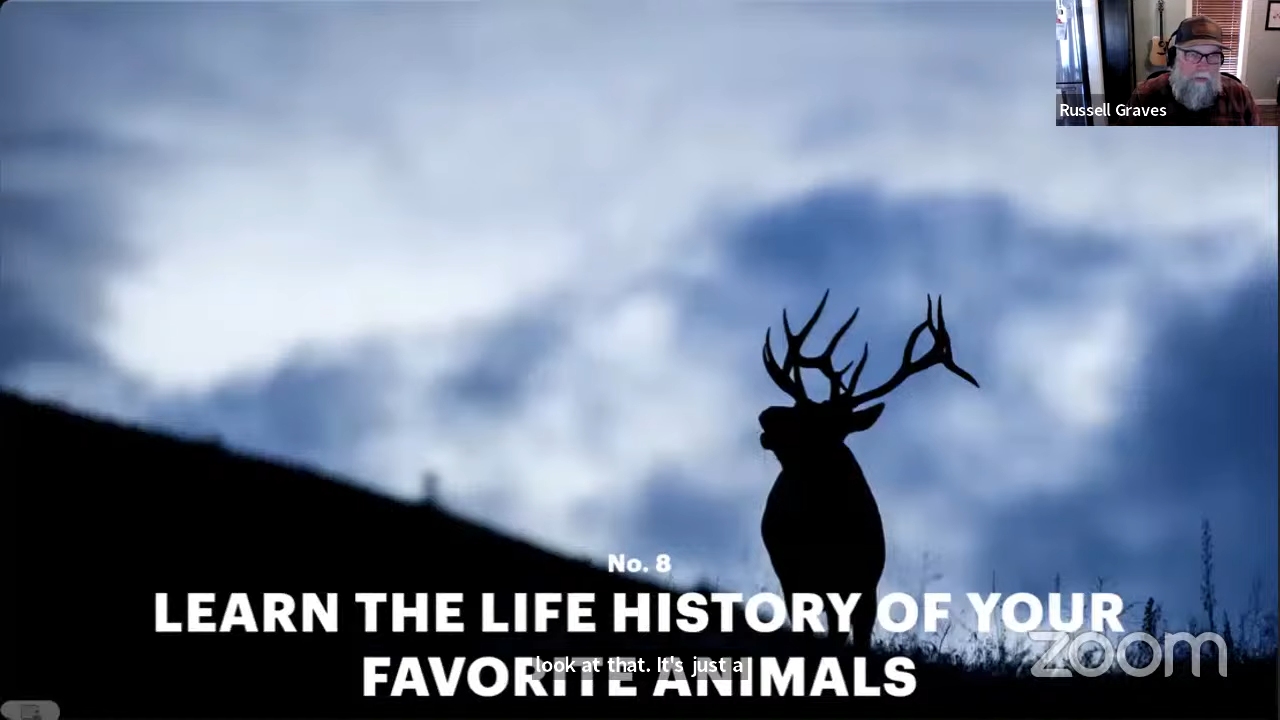 Russell Graves
No. 8
LEARN THE LIFE HISTORY OF YOUR
FAVORITE ANIMALS
look at that. It's just a
zoom